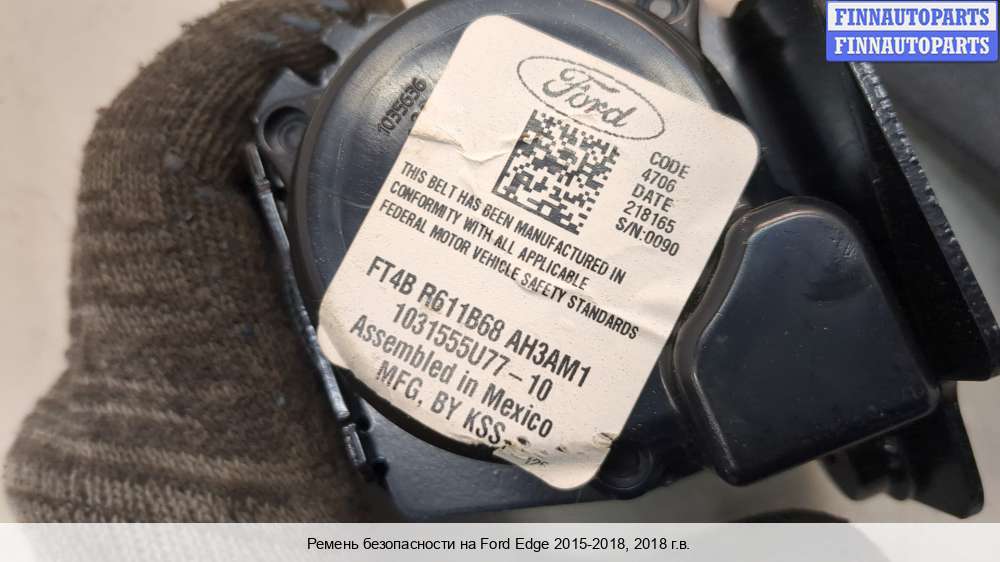 FINNAUTOPARTS
FINNAUTOPARTS
1035636
Ford
CODE
4706
DATE
218165
S/N:0090
THIS BELT HAS BEEN MANUFACTURED IN
CONFORMITY WITH ALL APPLICABLE
FEDERAL MOTOR VEHICLE SAFETY STANDARDS
FT4B R611B68 AH3AM1
1031555U77-10
Assembled in Mexico
MFG, BY KSS.
Ремень безопасности на Ford Edge 2015-2018, 2018 г.в.